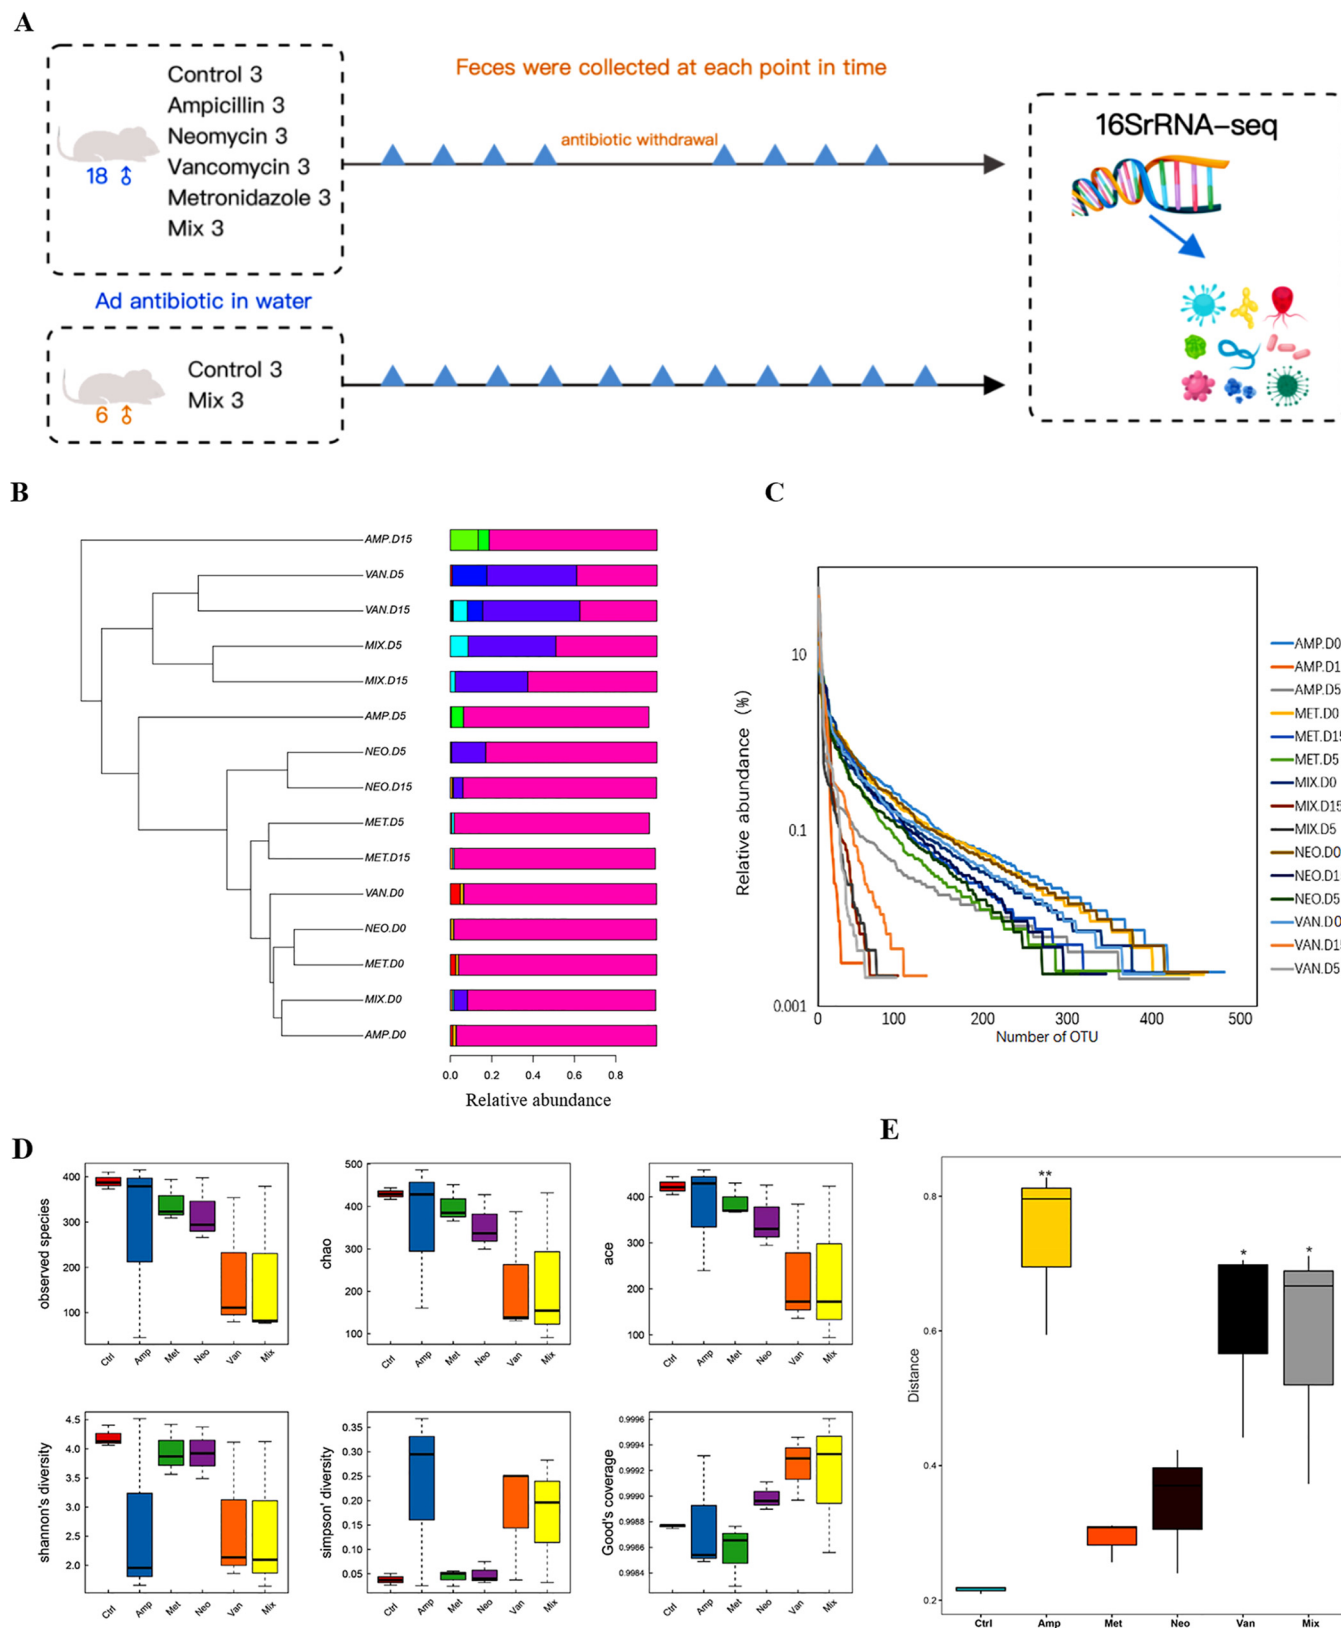 A
Control 3
Ampicillin 3
Neomycin 3
Vancomycin 3
Metronidazole 3
Mix 3
18 ♂
Feces were collected at each point in time
antibiotic withdrawal
16SrRNA-seq
Ad antibiotic in water
Control 3
Mix 3
6 ♂
B
AMP.D15
VAN.D5
VAN.D15
MIX.D5
MIX.D15
AMP.D5
NEO.D5
NEO.D15
MET.D5
MET.D15
VAN.D0
NEO.D0
MET.D0
MIX.D0
AMP.D0
0.0 0.2 0.4 0.6 0.8
Relative abundance
C
Relative abundance (%)
10
0.1
0.001
0 100 200 300 400 500
Number of OTU
AMP.D0
AMP.D1
AMP.D5
MET.D0
MET.D1
MET.D5
MIX.D0
MIX.D15
MIX.D5
NEO.D0
NEO.D1
NEO.D5
VAN.D0
VAN.D1
VAN.D5
D
observed species
400
300
200
100
Ctrl Amp Met Neo Van Mix
chao
500
400
300
200
100
Ctrl Amp Met Neo Van Mix
ace
400
300
200
100
Ctrl Amp Met Neo Van Mix
shannon's diversity
4.5
4.0
3.5
3.0
2.5
2.0
Ctrl Amp Met Neo Van Mix
simpson' diversity
0.35
0.30
0.25
0.20
0.15
0.10
0.05
Ctrl Amp Met Neo Van Mix
Good's coverage
0.9996
0.9994
0.9992
0.9990
0.9988
0.9986
0.9984
Ctrl Amp Met Neo Van Mix
E
Distance
0.8
0.6
0.4
0.2
**
*
*
Ctrl Amp Met Neo Van Mix